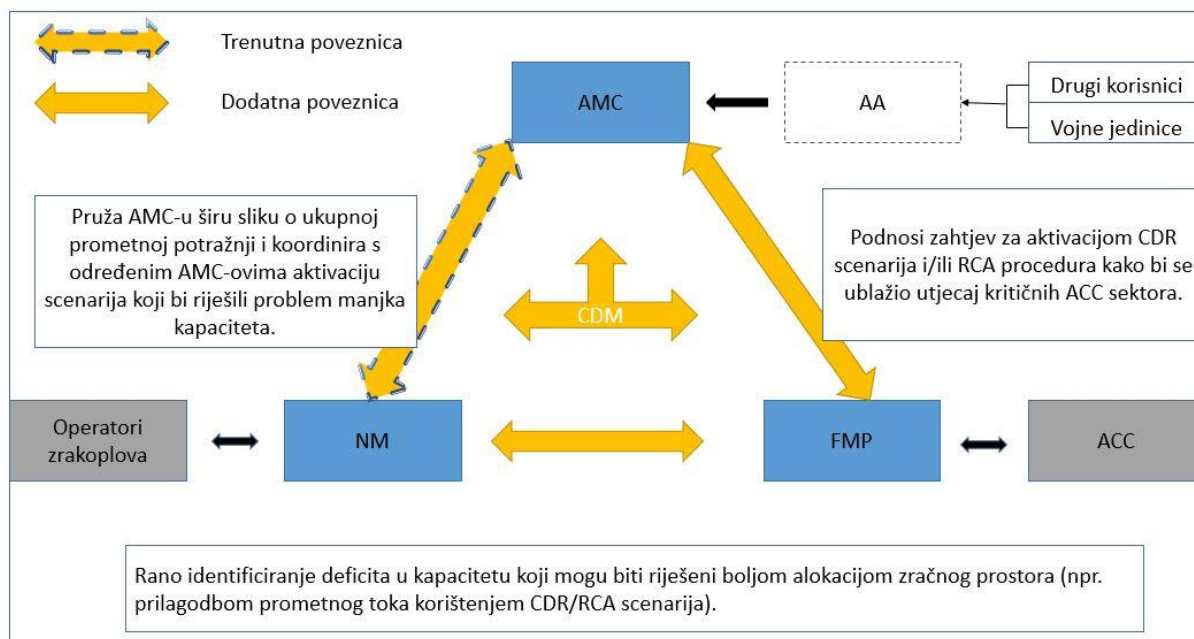 Trenutna poveznica
Dodatna poveznica
AMC
AA
Drugi korisnici
Vojne jedinice
Pruža AMC-u širu sliku o ukupnoj
prometnoj potražnji i koordinira s
određenim AMC-ovima aktivaciju
scenarija koji bi riješili problem manjka
kapaciteta.
Podnosi zahtjev za aktivacijom CDR
scenarija i/ili RCA procedura kako bi se
ublažio utjecaj kritičnih ACC sektora.
CDM
Operatori
zrakoplova
NM
FMP
ACC
Rano identificiranje deficita u kapacitetu koji mogu biti riješeni boljom alokacijom zračnog prostora (npr.
prilagodbom prometnog toka korištenjem CDR/RCA scenarija).